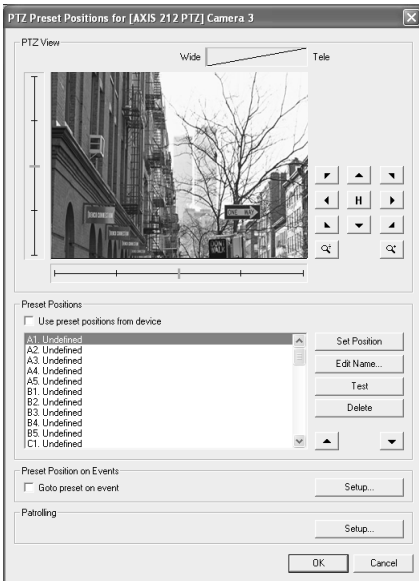 PTZ Preset Positions for [AXIS 212 PTZ] Camera 3
PTZ View
Wide Tele
ONE WAY
H
Preset Positions
Use preset positions from device
A1. Undefined
A2. Undefined
A3. Undefined
A4. Undefined
A5. Undefined
B1. Undefined
B2. Undefined
B3. Undefined
B4. Undefined
B5. Undefined
C1. Undefined
Set Position
Edit Name...
Test
Delete
Preset Position on Events
Goto preset on event
Setup...
Patrolling
Setup...
OK Cancel